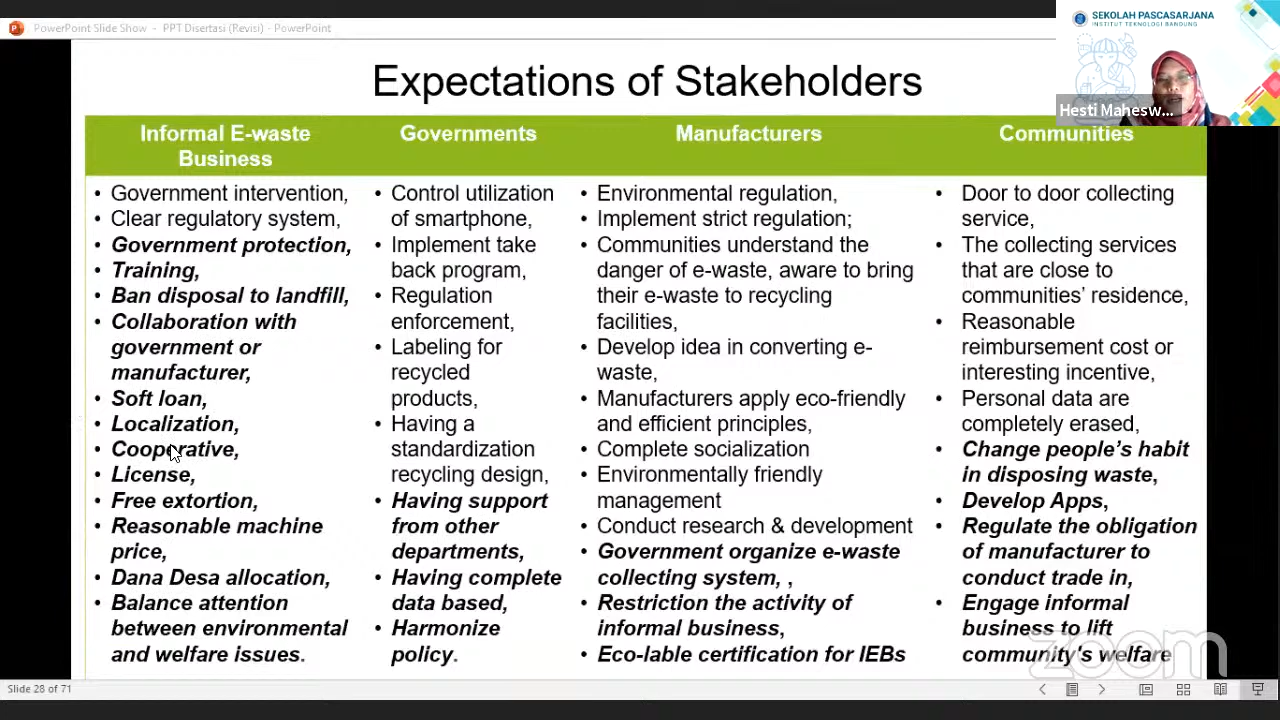 PowerPoint Slide Show - PPT Disertasi (Revisi) - PowerPoint
SEKOLAH PASCASARJANA
INSTITUT TEKNOLOGI BANDUNG
Hesti Mahesw...
Expectations of Stakeholders
Informal E-waste
Business
• Government intervention,
• Clear regulatory system,
• Government protection,
• Training,
• Ban disposal to landfill,
• Collaboration with
government or
manufacturer,
• Soft loan,
• Localization,
• Cooperative,
• License,
• Free extortion,
• Reasonable machine
price,
• Dana Desa allocation,
• Balance attention
between environmental
and welfare issues.
Governments
• Control utilization
of smartphone,
• Implement take
back program,
• Regulation
enforcement,
• Labeling for
recycled
products,
• Having a
standardization
recycling design,
• Having support
from other
departments,
• Having complete
data based,
• Harmonize
policy.
Manufacturers
• Environmental regulation,
• Implement strict regulation;
• Communities understand the
danger of e-waste, aware to bring
their e-waste to recycling
facilities,
• Develop idea in converting e-
waste,
• Manufacturers apply eco-friendly
and efficient principles,
• Complete socialization
• Environmentally friendly
management
• Conduct research & development
• Government organize e-waste
collecting system, ,
• Restriction the activity of
informal business,
• Eco-lable certification for IEBs
Communities
• Door to door collecting
service,
• The collecting services
that are close to
communities' residence,
• Reasonable
reimbursement cost or
interesting incentive,
• Personal data are
completely erased,
• Change people's habit
in disposing waste,
• Develop Apps,
• Regulate the obligation
of manufacturer to
conduct trade in,
• Engage informal
business to lift
community's welfare
zoom
Slide 28 of 71